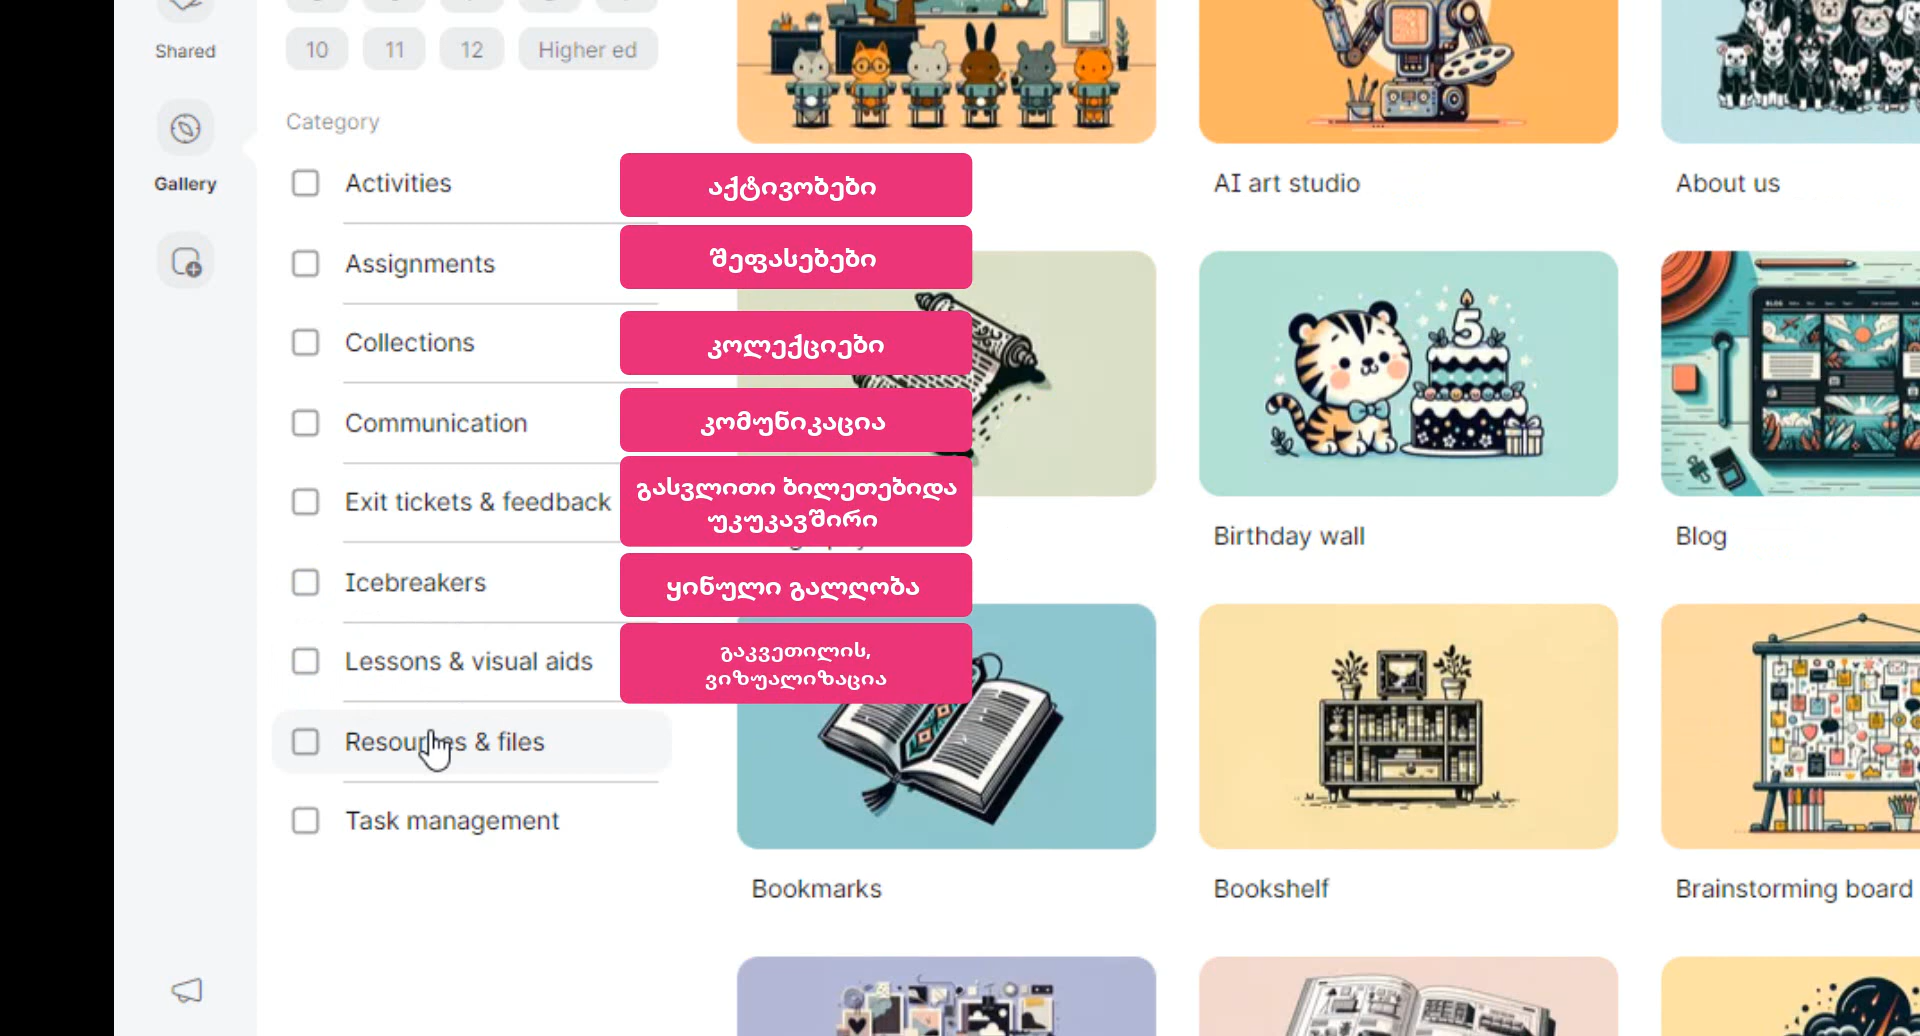 Shared
10 11 12 Higher ed
Gallery
Category
Activities
Assignments
Collections
Communication
Exit tickets & feedback
Icebreakers
Lessons & visual aids
Resources & files
Task management
აქტივობები
შეფასებები
კოლექციები
კომუნიკაცია
გასვლითი ბილეთებიდა
უკუკავშირი
ყინული გალღობა
გაკვეთილის,
ვიზუალიზაცია
AI art studio
About us
5
BLOG
Birthday wall
Blog
Bookmarks
Bookshelf
Brainstorming board